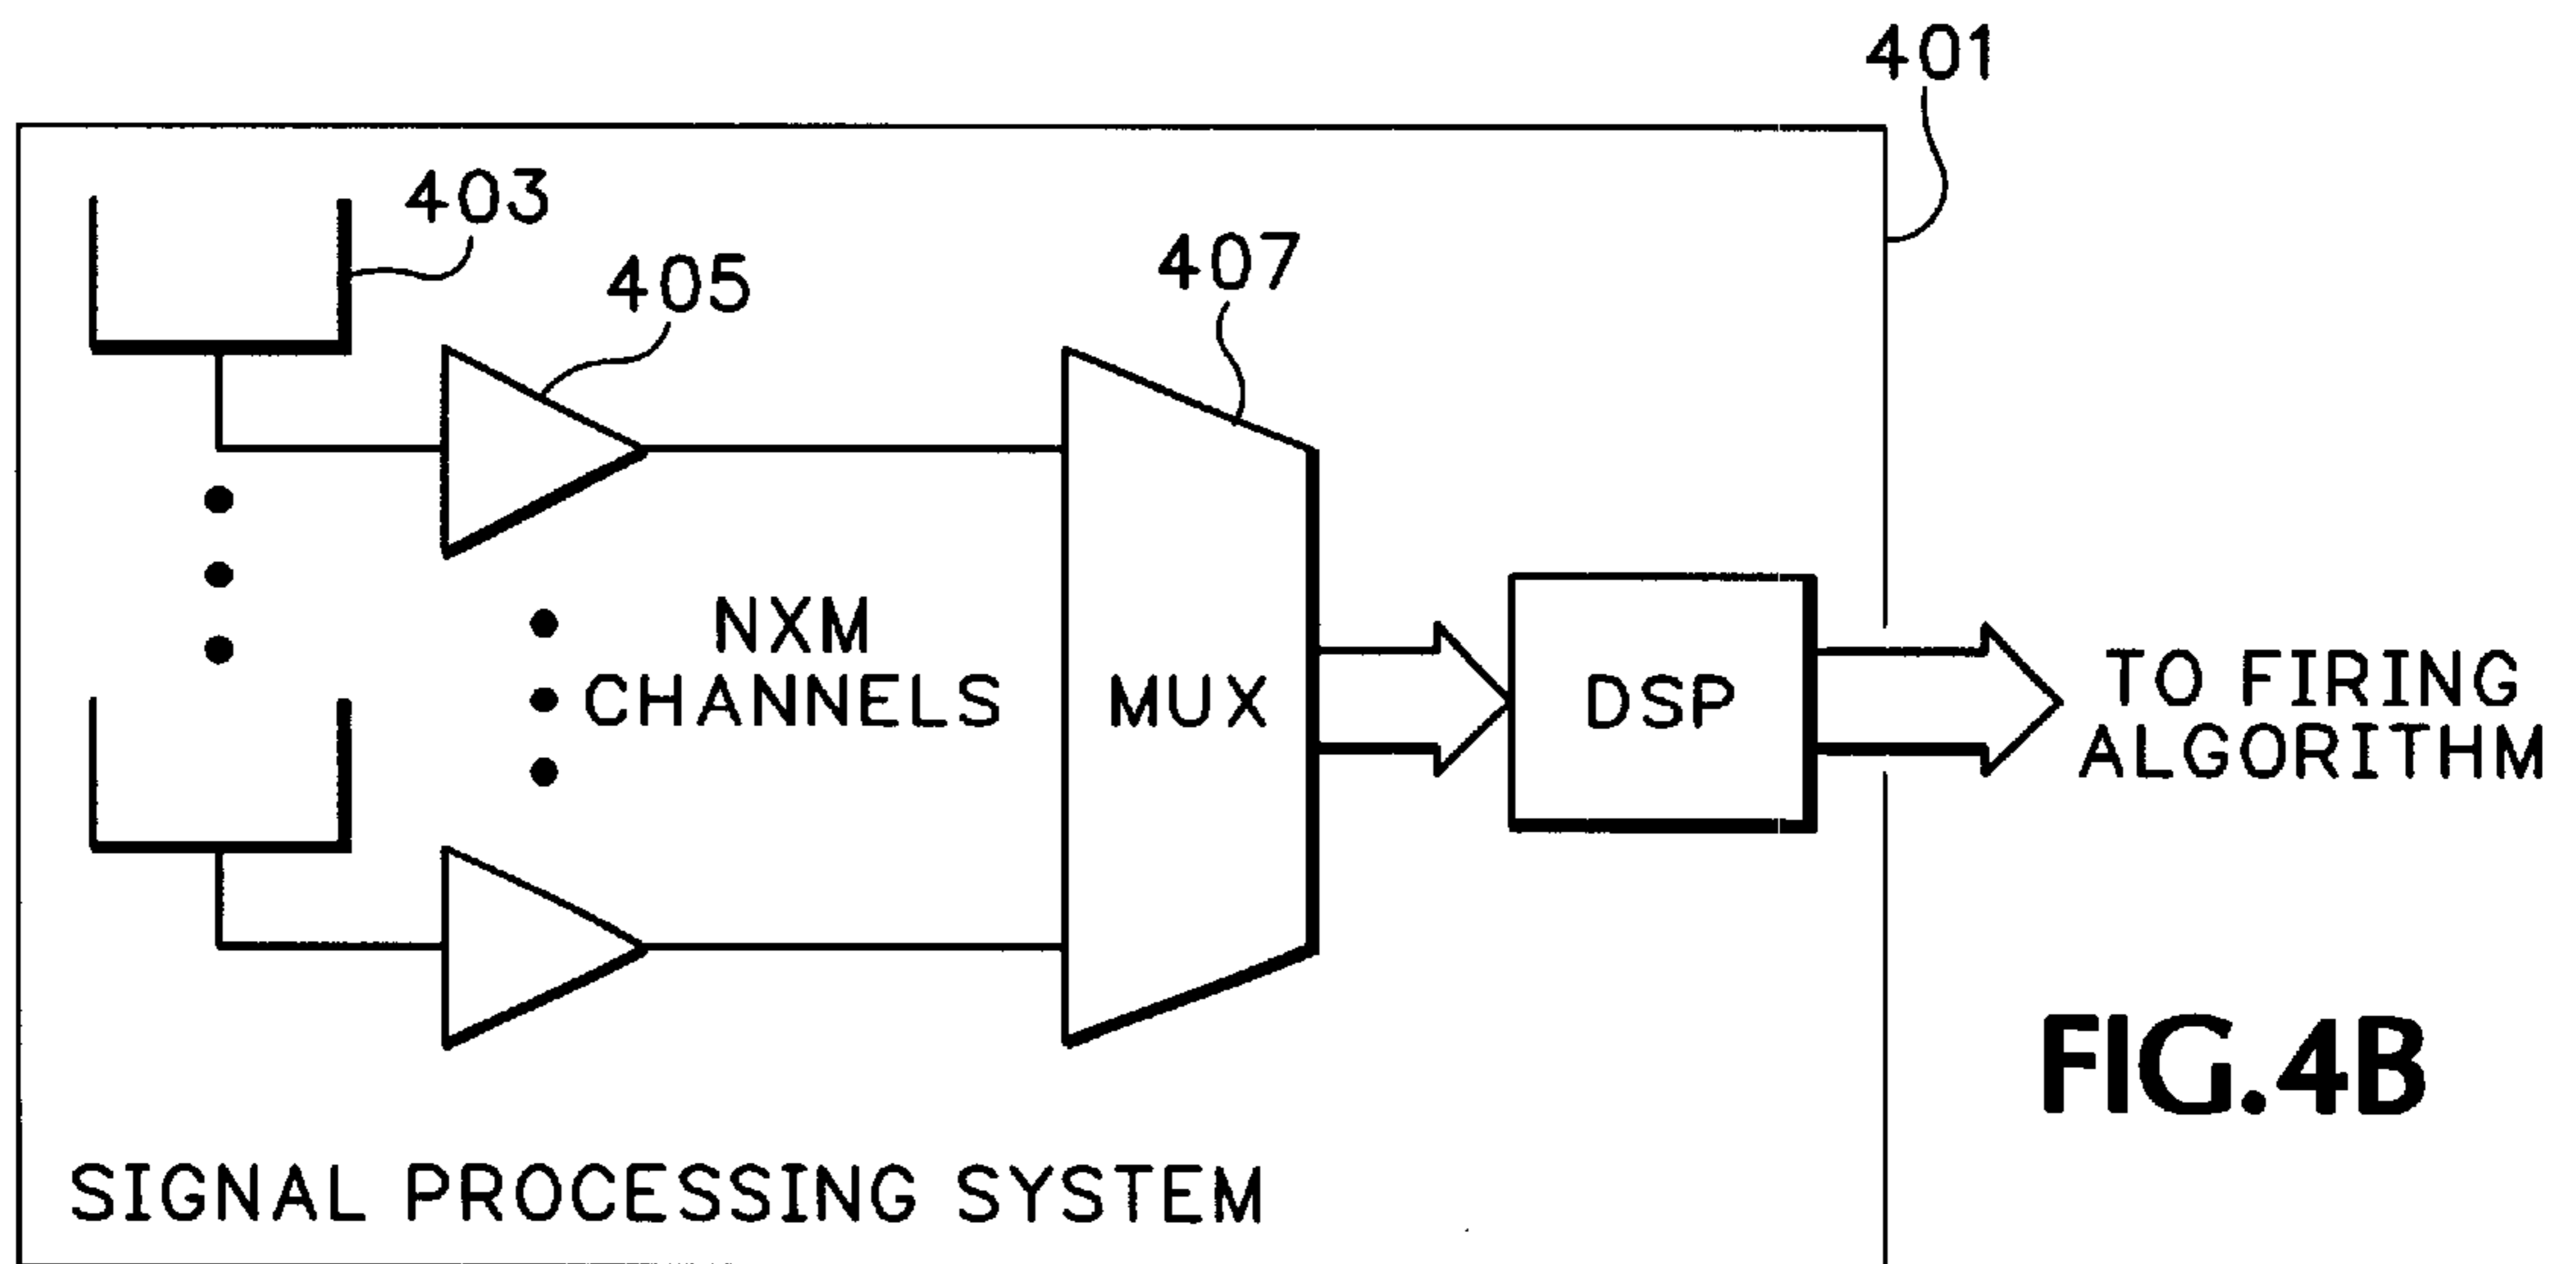 401
403
405
407
NXM
CHANNELS
MUX
DSP
TO FIRING
ALGORITHM
FIG.4B
SIGNAL PROCESSING SYSTEM